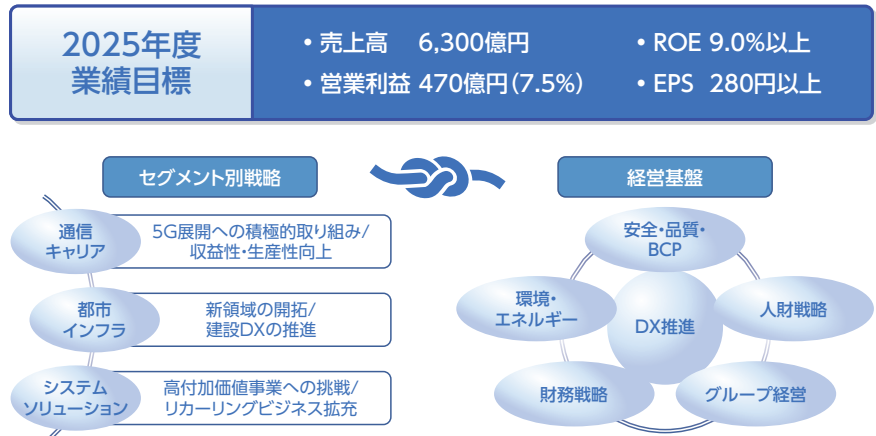 2025年度
業績目標
・売上高 6,300億円
・営業利益 470億円(7.5%)
・ROE 9.0%以上
・EPS 280円以上
セグメント別戦略
通信
キャリア
5G展開への積極的取り組み/
収益性・生産性向上
都市
インフラ
新領域の開拓/
建設DXの推進
システム
ソリューション
高付加価値事業への挑戦/
リカーリングビジネス拡充
経営基盤
安全・品質・
BCP
環境・
エネルギー
DX推進
人財戦略
財務戦略
グループ経営